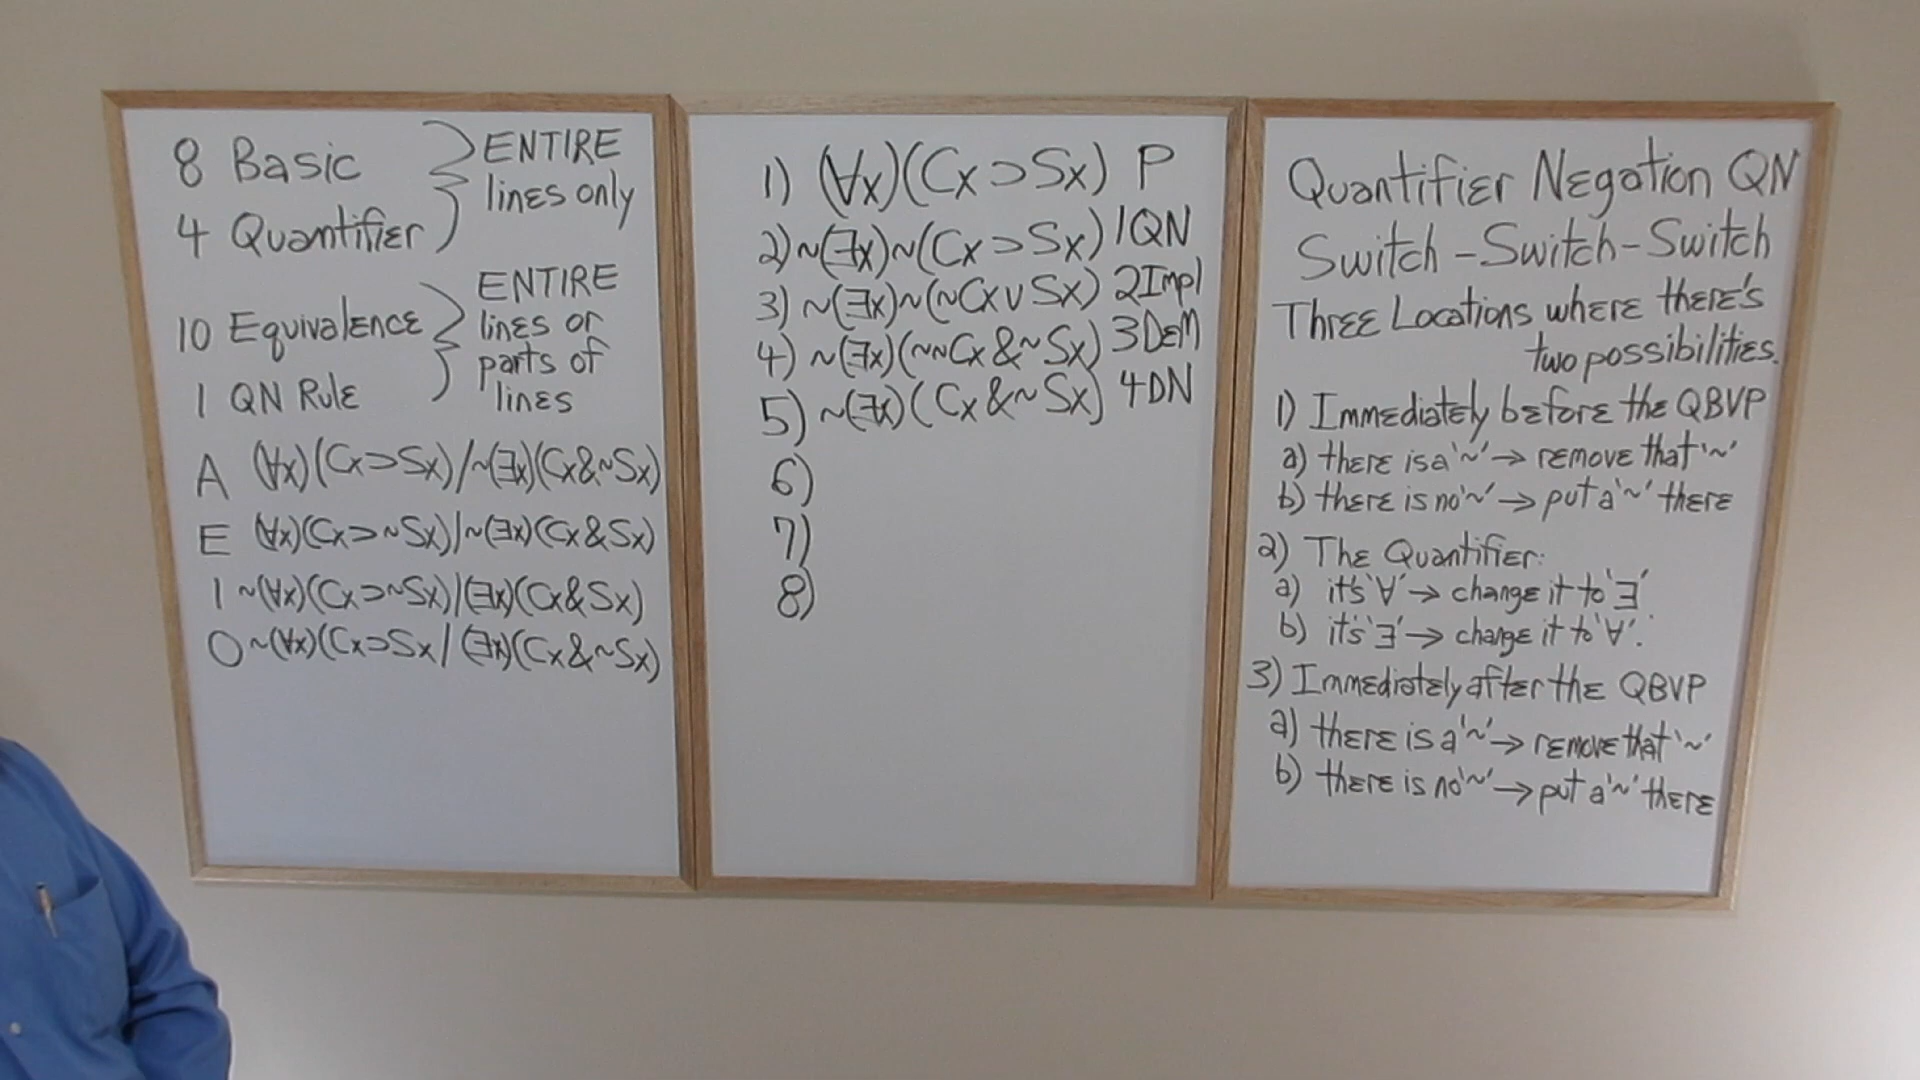 8 Basic
4 Quantifier
ENTIRE
lines only
10 Equivalence
1 QN Rule
ENTIRE
lines or
parts of
lines
A (∀x)(Cx⊃Sx)/~(∃x)(Cx&~Sx)
E (∀x)(Cx⊃~Sx)/~(∃x)(Cx&Sx)
I ~(∀x)(Cx⊃~Sx)/(∃x)(Cx&Sx)
O ~(∀x)(Cx⊃Sx/(∃x)(Cx&~Sx)
1) (∀x)(Cx⊃Sx) P
2) ~(∃x)~(Cx⊃Sx) 1QN
3) ~(∃x)~(~Cx∨Sx) 2Impl
4) ~(∃x)(~~Cx&~Sx) 3DeM
5) ~(∃x)(Cx&~Sx) 4DN
6)
7)
8)
Quantifier Negation QN
Switch-Switch-Switch
Three Locations where there's
two possibilities.
1) Immediately before the QBVP
a) there is a '~' → remove that '~'
b) there is no '~' → put a '~' there
2) The Quantifier:
a) it's '∀' → change it to '∃'
b) it's '∃' → change it to '∀'.
3) Immediately after the QBVP
a) there is a '~' → remove that '~'
b) there is no '~' → put a '~' there